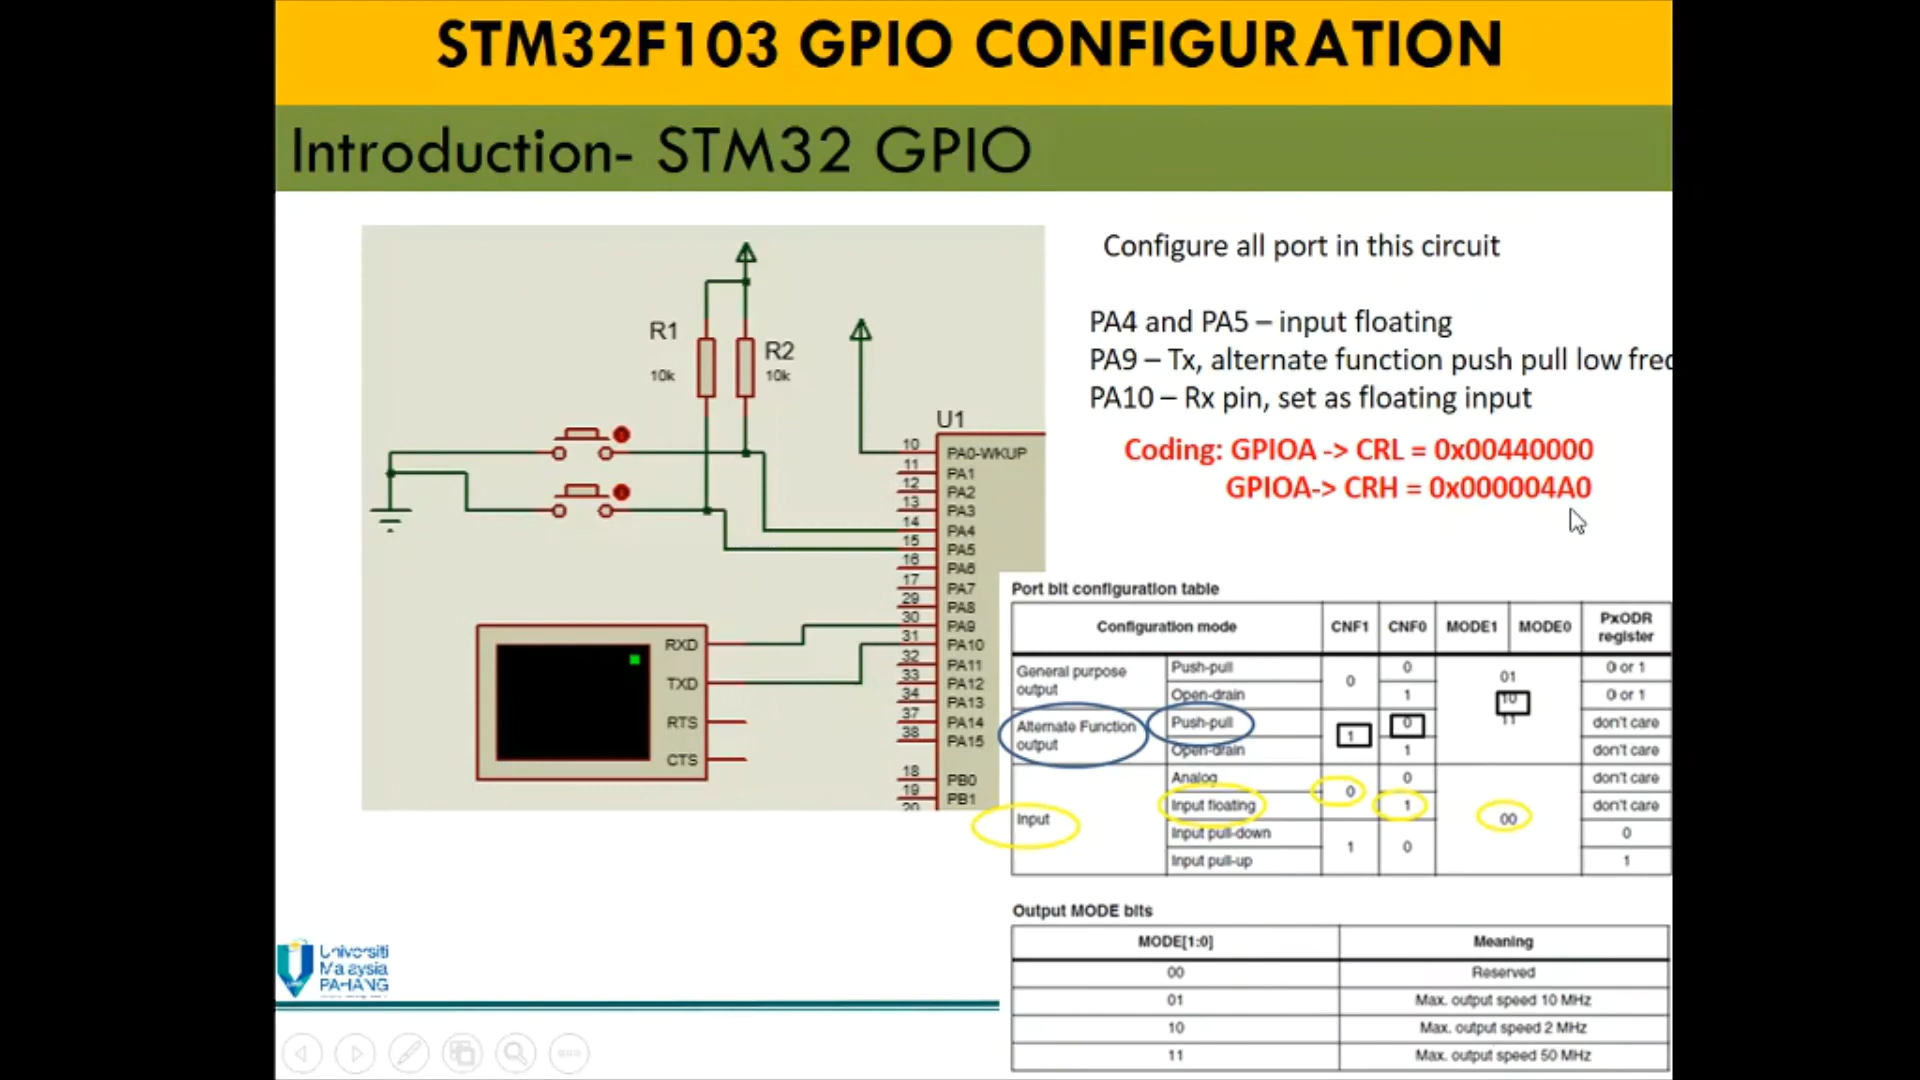 STM32F103 GPIO CONFIGURATION
Introduction- STM32 GPIO
Configure all port in this circuit
PA4 and PA5 – input floating
PA9 – Tx, alternate function push pull low frec
PA10 – Rx pin, set as floating input
Coding: GPIOA -> CRL = 0x00440000
GPIOA-> CRH = 0x000004A0
R1
10k
R2
10k
U1
10 PA0-WKUP
11 PA1
12 PA2
13 PA3
14 PA4
15 PA5
16 PA6
17 PA7
29 PA8
30 PA9
31 PA10
32 PA11
33 PA12
34 PA13
37 PA14
38 PA15
18 PB0
19 PB1
20
RXD
TXD
RTS
CTS
Port bit configuration table
Configuration mode CNF1 CNF0 MODE1 MODE0 PxODR register
General purpose output Push-pull 0 0 01 0 or 1
Open-drain 1 10 0 or 1
Alternate Function output Push-pull 1 0 11 don't care
Open-drain 1 don't care
Input Analog 0 0 00 don't care
Input floating 1 don't care
Input pull-down 1 0 0
Input pull-up 1
Output MODE bits
MODE[1:0] Meaning
00 Reserved
01 Max. output speed 10 MHz
10 Max. output speed 2 MHz
11 Max. output speed 50 MHz
Universiti
Malaysia
PAHANG